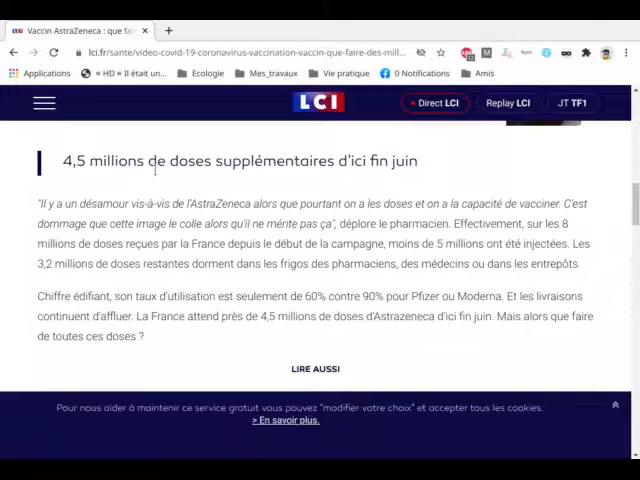 Vaccin AstraZeneca : que fai
lci.fr/sante/video-covid-19-coronavirus-vaccination-vaccin-que-faire-des-mill...
Applications « HD » Il était un... Ecologie Mes_travaux Vie pratique 0 Notifications Amis
LCI Direct LCI Replay LCI JT TF1
4,5 millions de doses supplémentaires d'ici fin juin
"Il y a un désamour vis-à-vis de l'AstraZeneca alors que pourtant on a les doses et on a la capacité de vacciner. C'est
dommage que cette image le colle alors qu'il ne mérite pas ça", déplore le pharmacien. Effectivement, sur les 8
millions de doses reçues par la France depuis le début de la campagne, moins de 5 millions ont été injectées. Les
3,2 millions de doses restantes dorment dans les frigos des pharmaciens, des médecins ou dans les entrepôts.
Chiffre édifiant, son taux d'utilisation est seulement de 60% contre 90% pour Pfizer ou Moderna. Et les livraisons
continuent d'affluer. La France attend près de 4,5 millions de doses d'Astrazeneca d'ici fin juin. Mais alors que faire
de toutes ces doses ?
LIRE AUSSI
Pour nous aider à maintenir ce service gratuit vous pouvez "modifier votre choix" et accepter tous les cookies.
> En savoir plus.